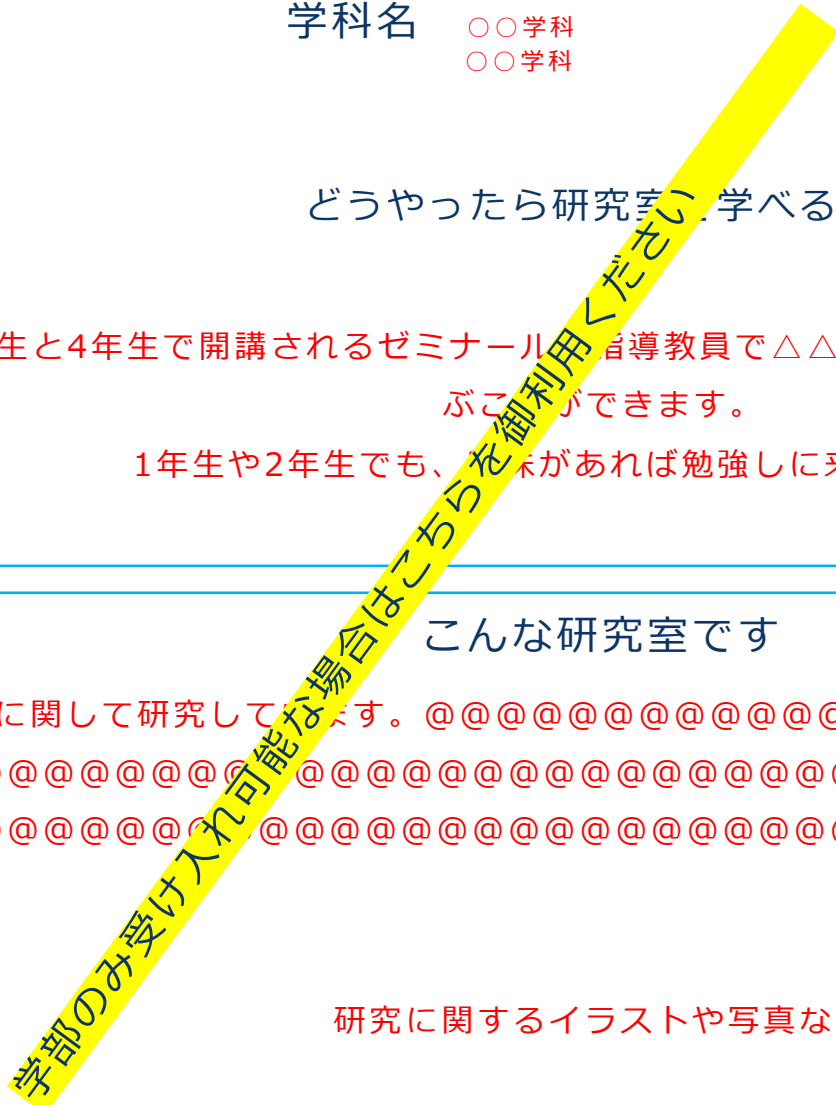 学科名 ○○学科
○○学科
どうやったら研究室 学べる
生と4年生で開講されるゼミナール 指導教員で△△
ぶこ ができます。
1年生や2年生でも、 味があれば勉強しに来
こんな研究室です
に関して研究して ます。@@@@@@@@@@@@
@@@@@@@ @@@@@@@@@@@@@@@@
@@@@@@ @@@@@@@@@@@@@@@@@
研究に関するイラストや写真な
学部のみ受け入れ可能な場合はこちらを御利用ください